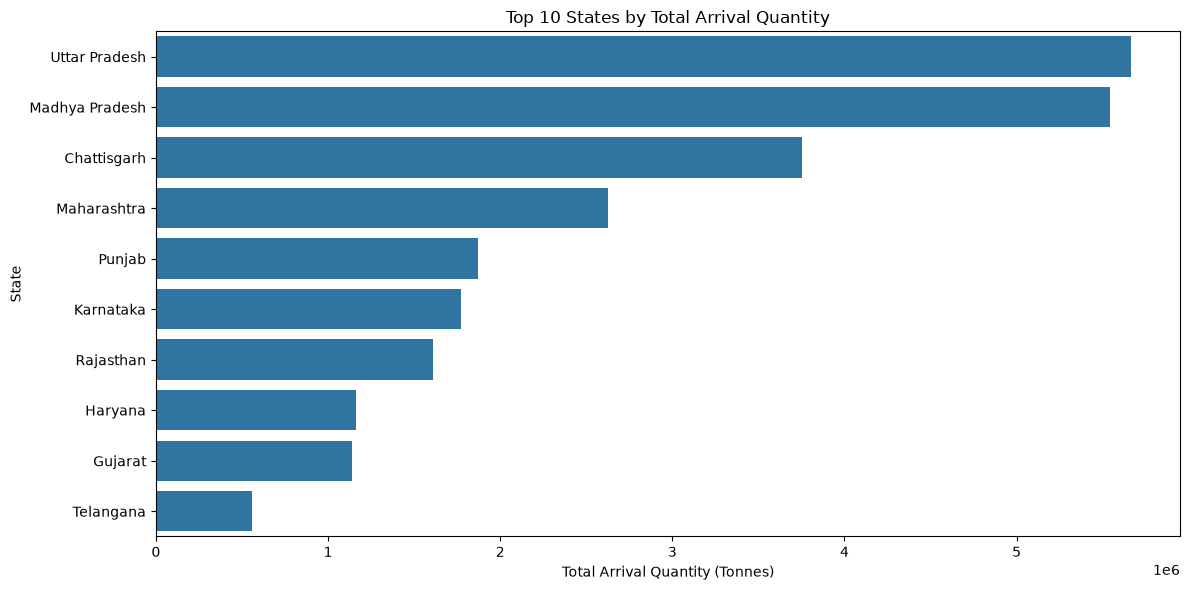 Top 10 States by Total Arrival Quantity
Uttar Pradesh
Madhya Pradesh
Chattisgarh
Maharashtra
Punjab
Karnataka
Rajasthan
Haryana
Gujarat
Telangana
State
0 1 2 3 4 5
1e6
Total Arrival Quantity (Tonnes)